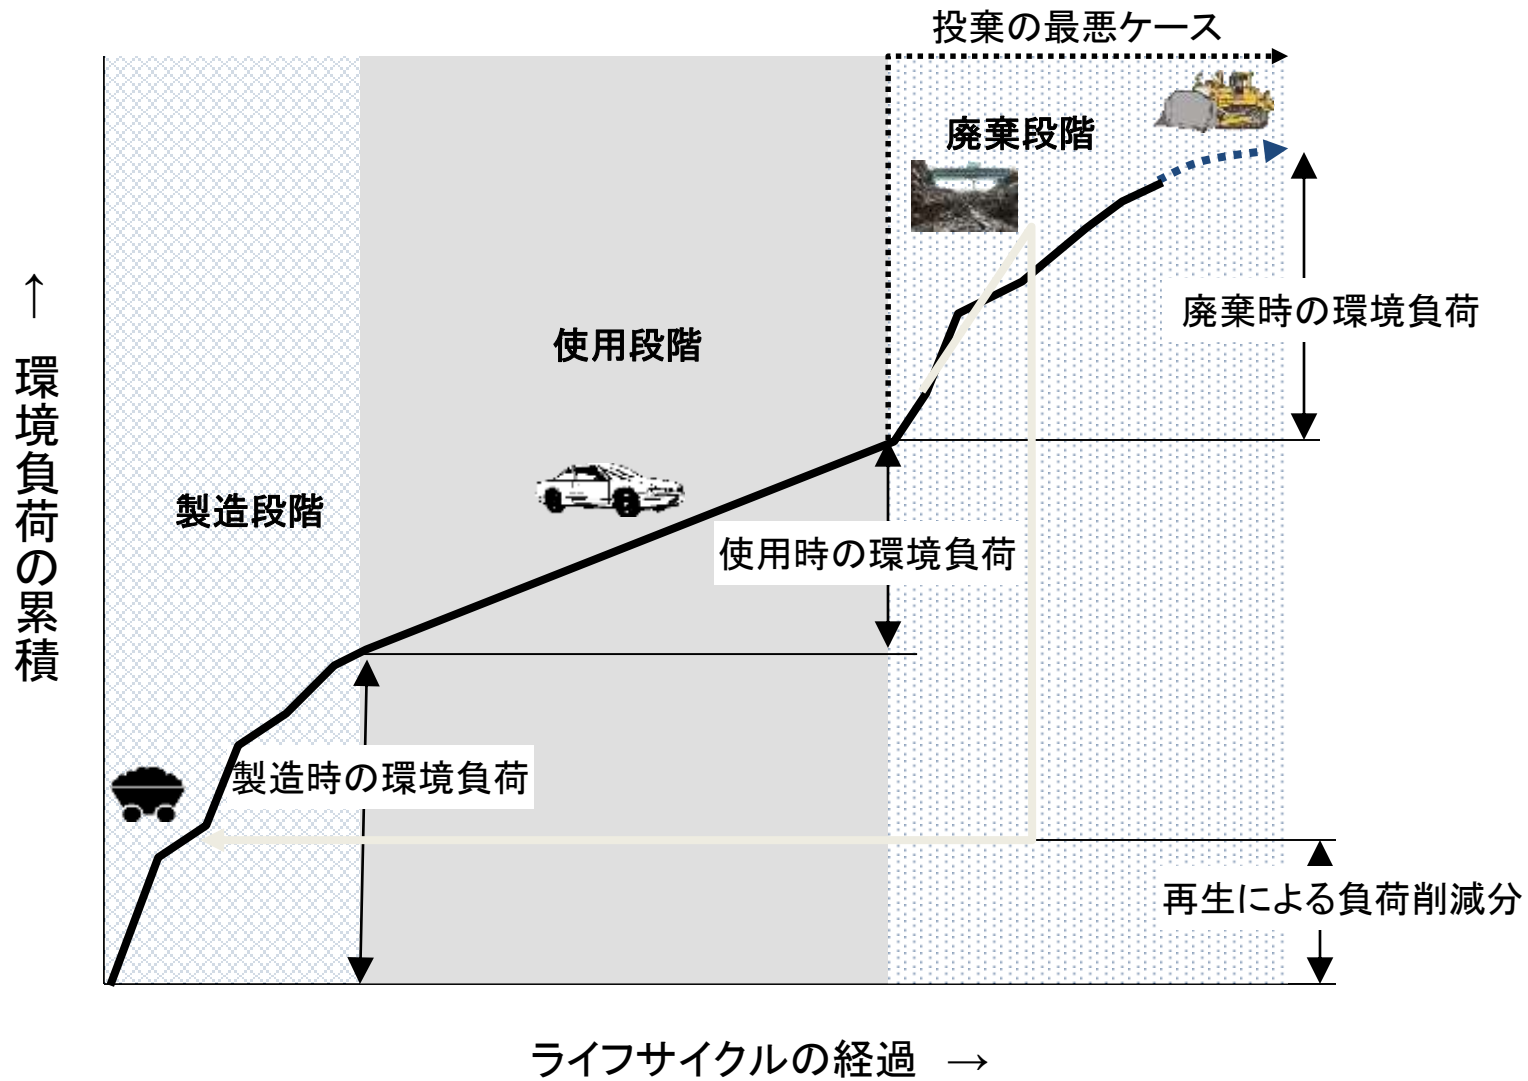 投棄の最悪ケース
廃棄段階
廃棄時の環境負荷
使用段階
↑ 環境負荷の累積
製造段階
使用時の環境負荷
製造時の環境負荷
再生による負荷削減分
ライフサイクルの経過 →